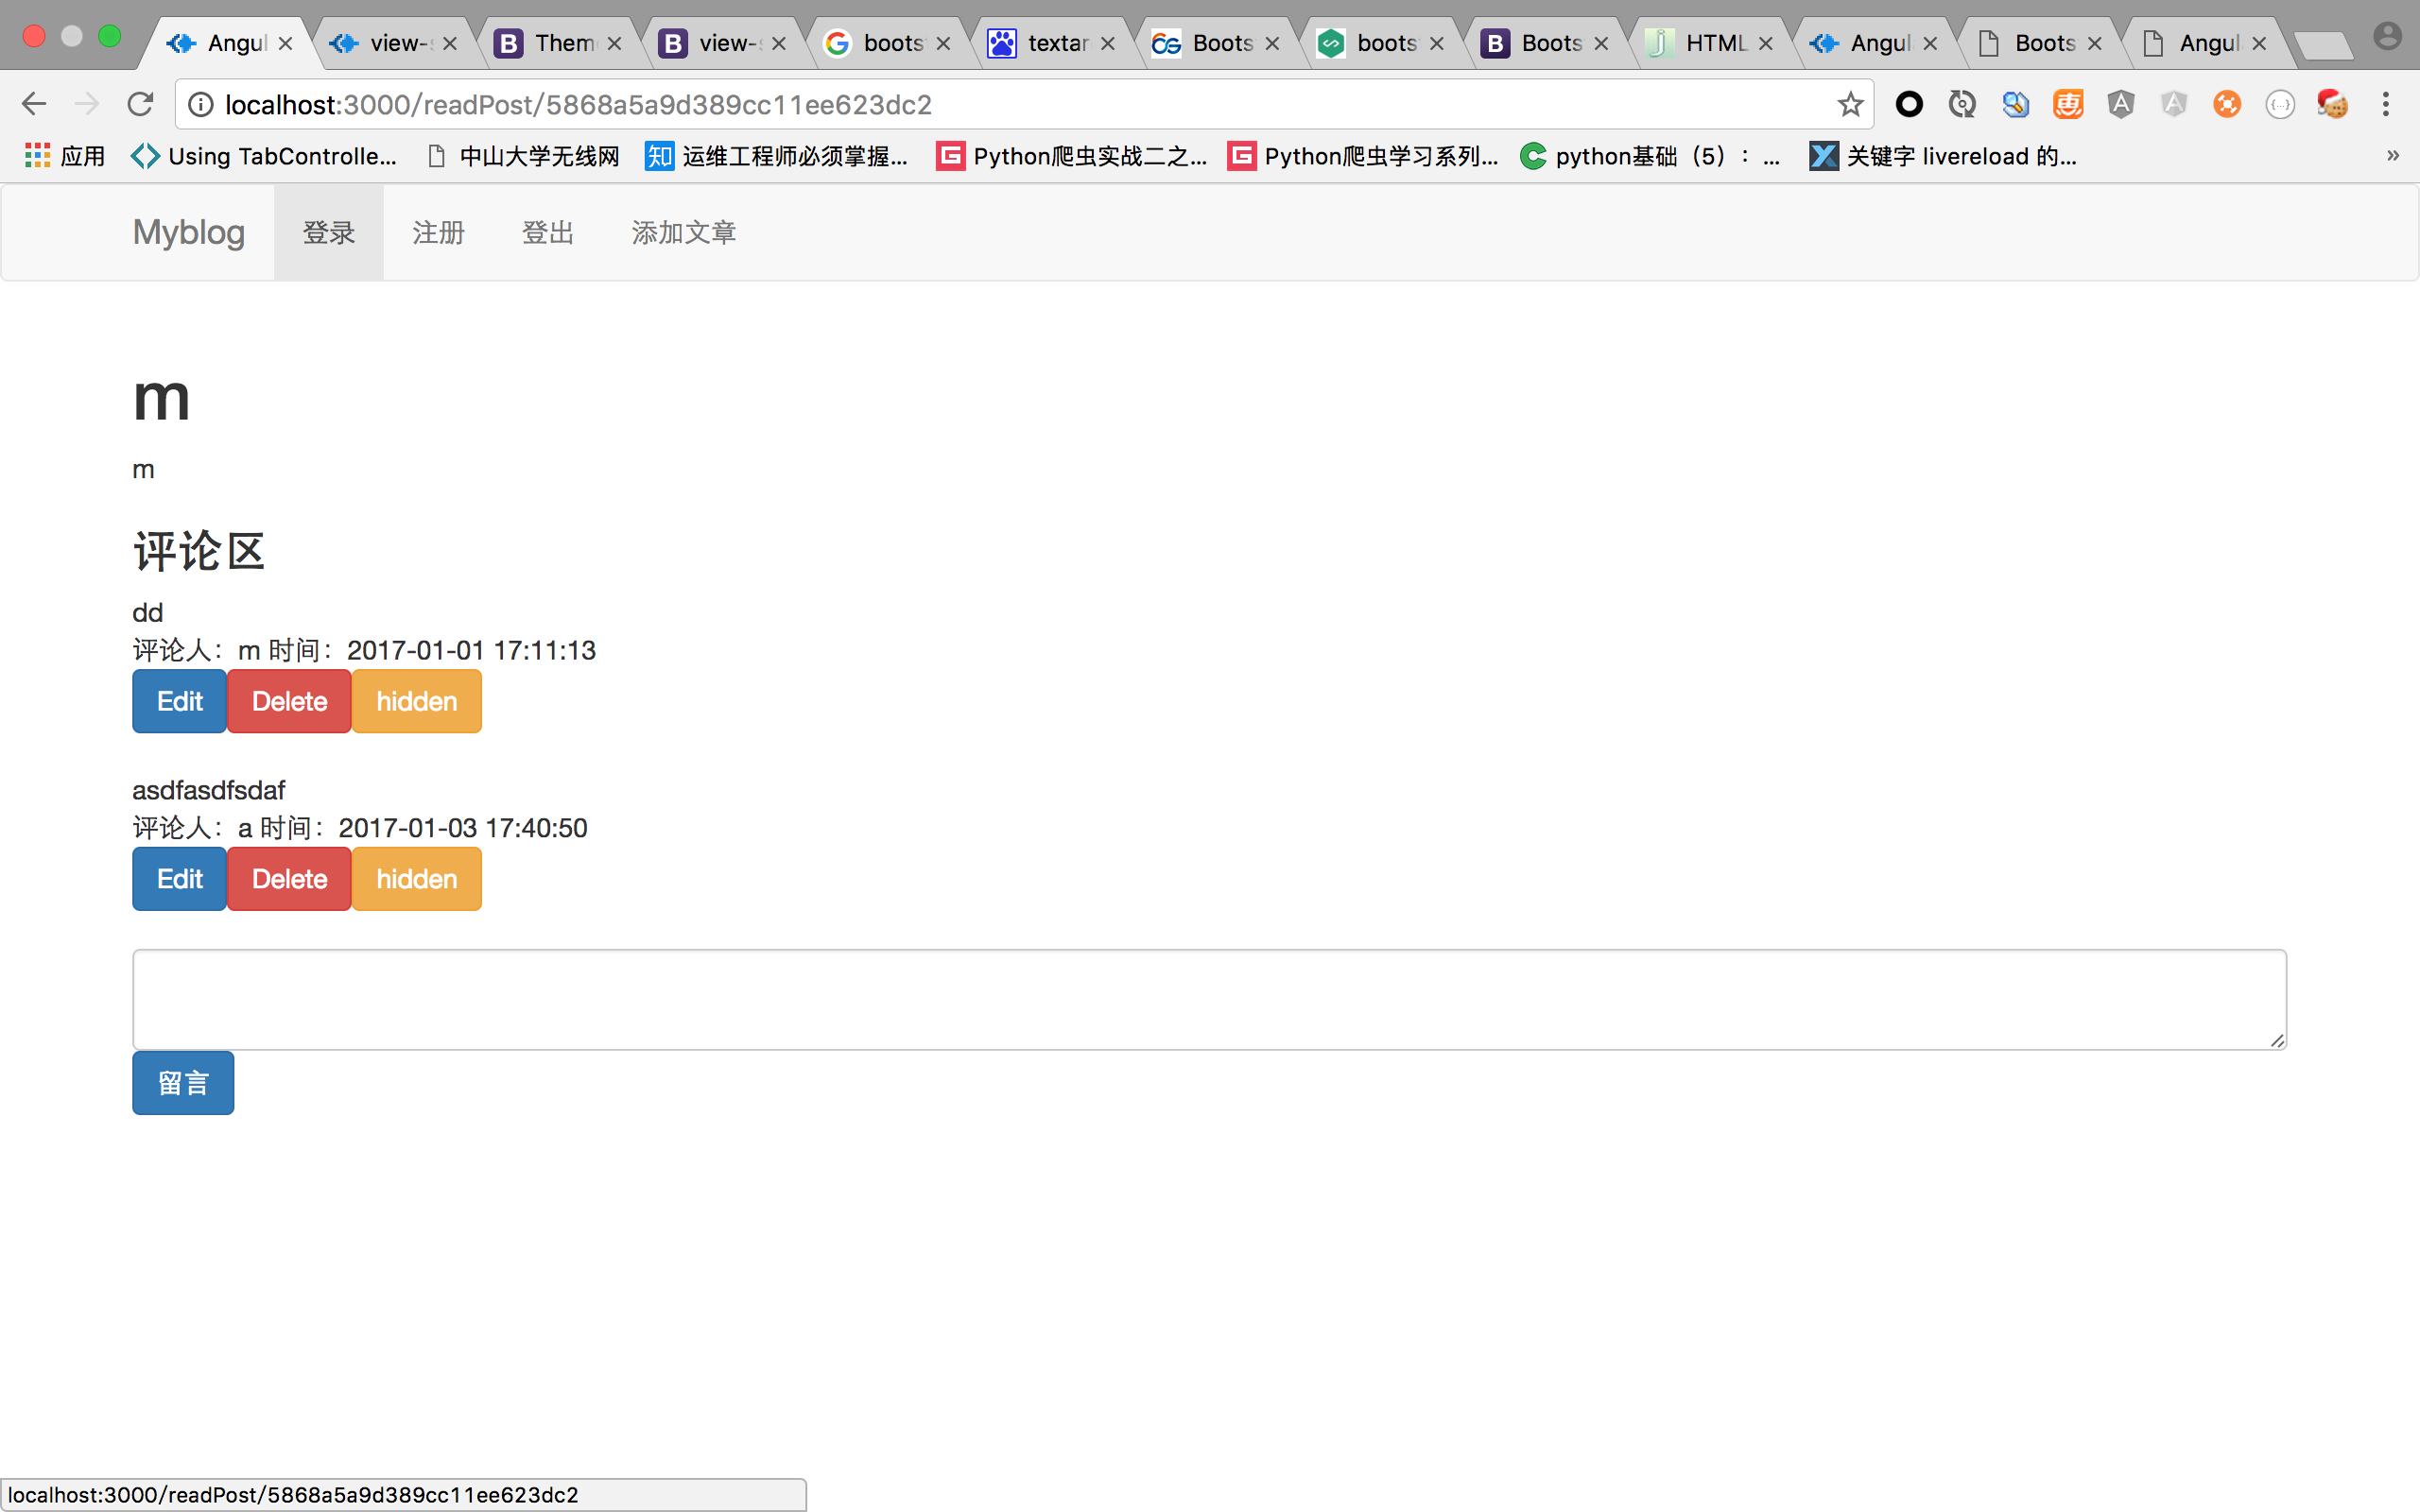 Angul view-s Them view-s boots textar Boots boots Boots HTML Angul Boots Angul
localhost:3000/readPost/5868a5a9d389cc11ee623dc2
应用 Using TabControlle... 中山大学无线网 知 运维工程师必须掌握... Python爬虫实战二之... Python爬虫学习系列... python基础（5）：... 关键字 livereload 的... »
Myblog 登录 注册 登出 添加文章
m
m
评论区
dd
评论人：m 时间：2017-01-01 17:11:13
Edit Delete hidden
asdfasdfsdaf
评论人：a 时间：2017-01-03 17:40:50
Edit Delete hidden
留言
localhost:3000/readPost/5868a5a9d389cc11ee623dc2